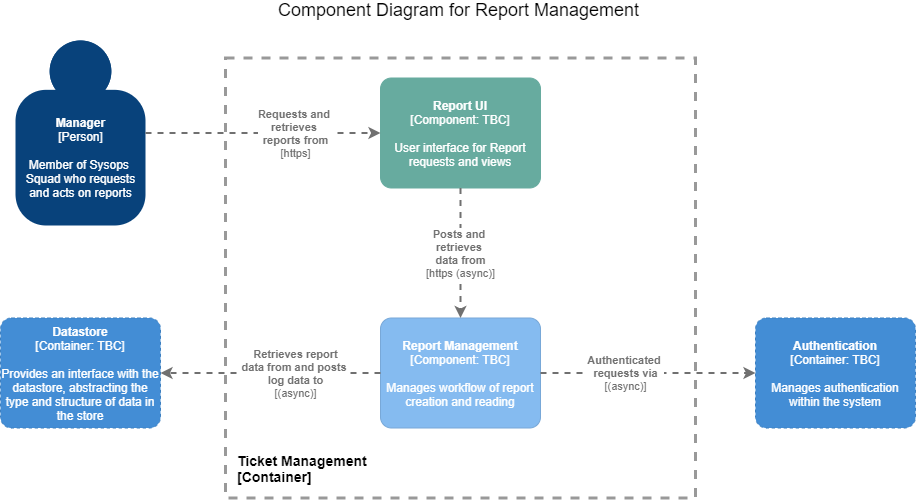 Component Diagram for Report Management
Manager
[Person]
Member of Sysops
Squad who requests
and acts on reports
Requests and
retrieves
reports from
[https]
Report UI
[Component: TBC]
User interface for Report
requests and views
Posts and
retrieves
data from
[https (async)]
Datastore
[Container: TBC]
Provides an interface with the
datastore, abstracting the
type and structure of data in
the store
Retrieves report
data from and posts
log data to
[(async)]
Report Management
[Component: TBC]
Manages workflow of report
creation and reading
Authenticated
requests via
[(async)]
Authentication
[Container: TBC]
Manages authentication
within the system
Ticket Management
[Container]